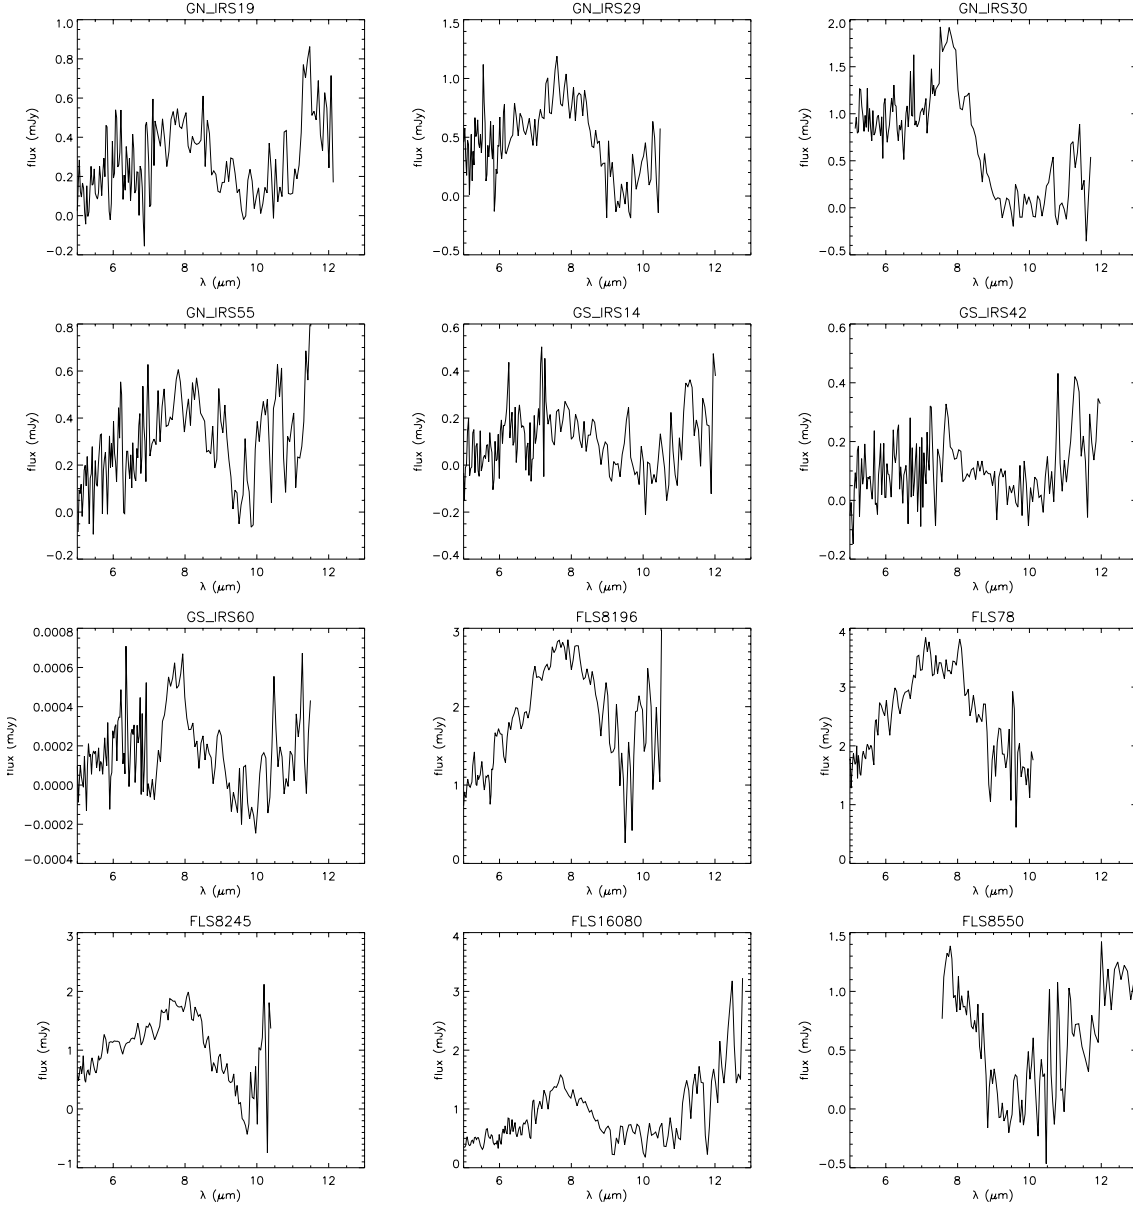 GN_IRS19 GN_IRS29 GN_IRS30
1.0 1.5 2.0
0.8 1.0 1.5
0.6 0.5 1.0
0.4 0.0 0.5
0.2 −0.5 0.0
0.0 −0.5
−0.2
flux (mJy) flux (mJy) flux (mJy)
6 8 10 12 6 8 10 12 6 8 10 12
λ (μm) λ (μm) λ (μm)
GN_IRS55 GS_IRS14 GS_IRS42
0.8 0.6 0.6
0.6 0.4 0.4
0.4 0.2 0.2
0.2 0.0 0.0
0.0 −0.2 −0.2
−0.2 −0.4
flux (mJy) flux (mJy) flux (mJy)
6 8 10 12 6 8 10 12 6 8 10 12
λ (μm) λ (μm) λ (μm)
GS_IRS60 FLS8196 FLS78
0.0008 3 4
0.0006 2 3
0.0004 1 2
0.0002 0 1
0.0000 0
−0.0002
−0.0004
flux (mJy) flux (mJy) flux (mJy)
6 8 10 12 6 8 10 12 6 8 10 12
λ (μm) λ (μm) λ (μm)
FLS8245 FLS16080 FLS8550
3 4 1.5
2 3 1.0
1 2 0.5
0 1 0.0
−1 0 −0.5
flux (mJy) flux (mJy) flux (mJy)
6 8 10 12 6 8 10 12 6 8 10 12
λ (μm) λ (μm) λ (μm)